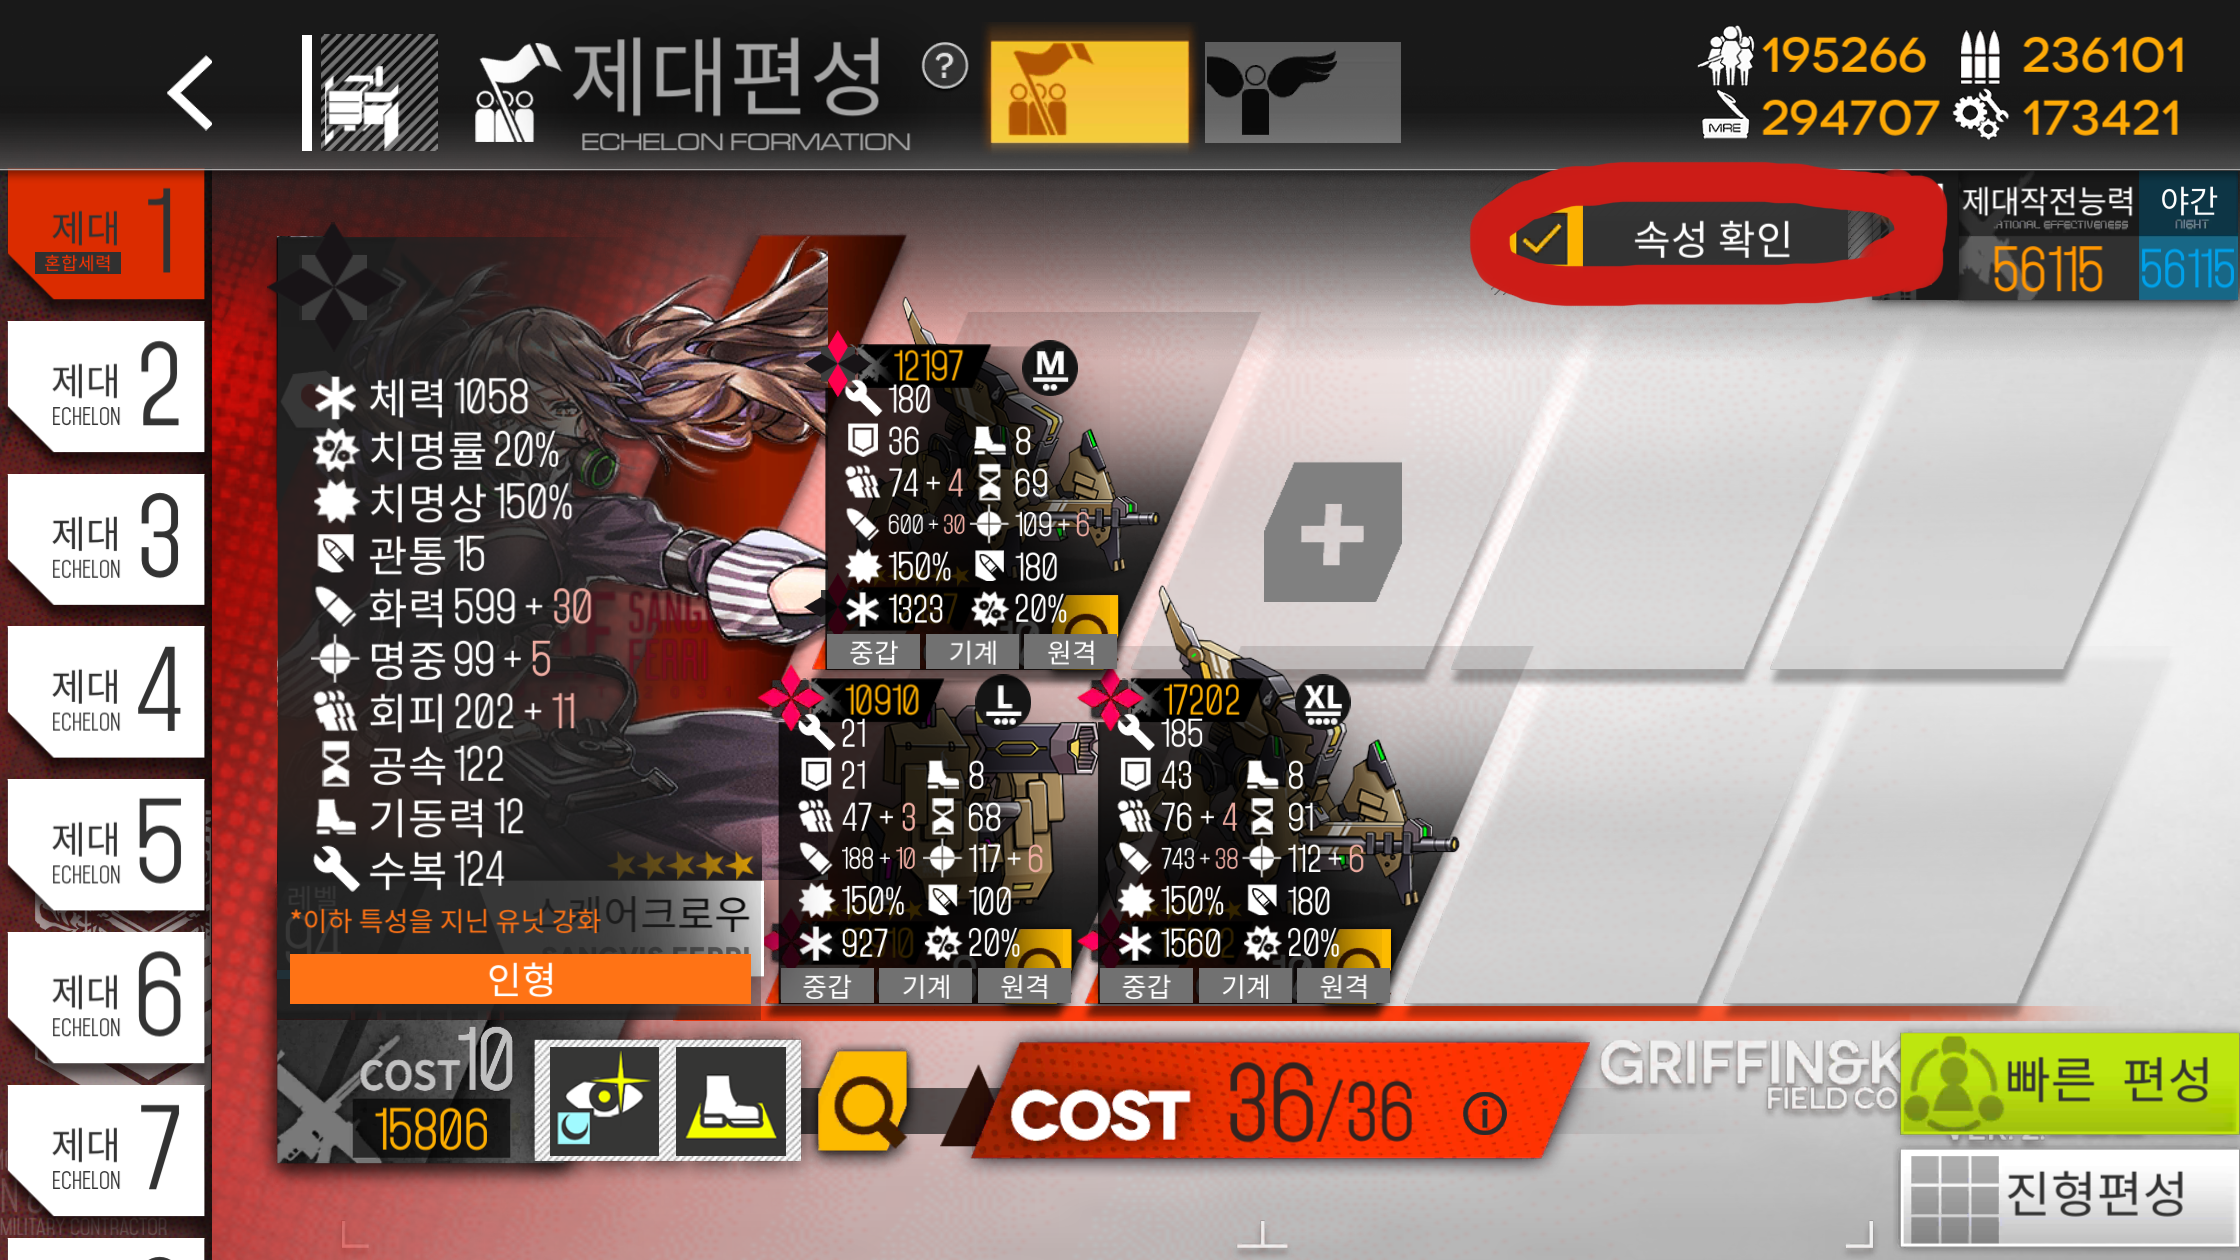 제대편성
ECHELON FORMATION
?
195266
236101
MRE
294707
173421
제대 1
혼합세력
제대 2
ECHELON
제대 3
ECHELON
제대 4
ECHELON
제대 5
ECHELON
제대 6
ECHELON
제대 7
ECHELON
속성 확인
제대작전능력
야간
NIGHT
56115
56115
체력 1058
치명률 20%
치명상 150%
관통 15
화력 599 + 30
명중 99 + 5
회피 202 + 11
공속 122
기동력 12
수복 124
*이하 특성을 지닌 유닛 강화
인형
12197
M
180
36
8
74 + 4
69
600 + 30
109 + 6
150%
180
1323
20%
중갑
기계
원격
10910
L
21
21
8
47 + 3
68
188 + 10
117 + 6
150%
100
927
20%
중갑
기계
원격
17202
XL
185
43
8
76 + 4
91
743 + 38
112 + 6
150%
180
1560
20%
중갑
기계
원격
COST 10
15806
COST 36/36
GRIFFIN&K
FIELD CO
빠른 편성
진형편성
MILITARY CONTRACTOR